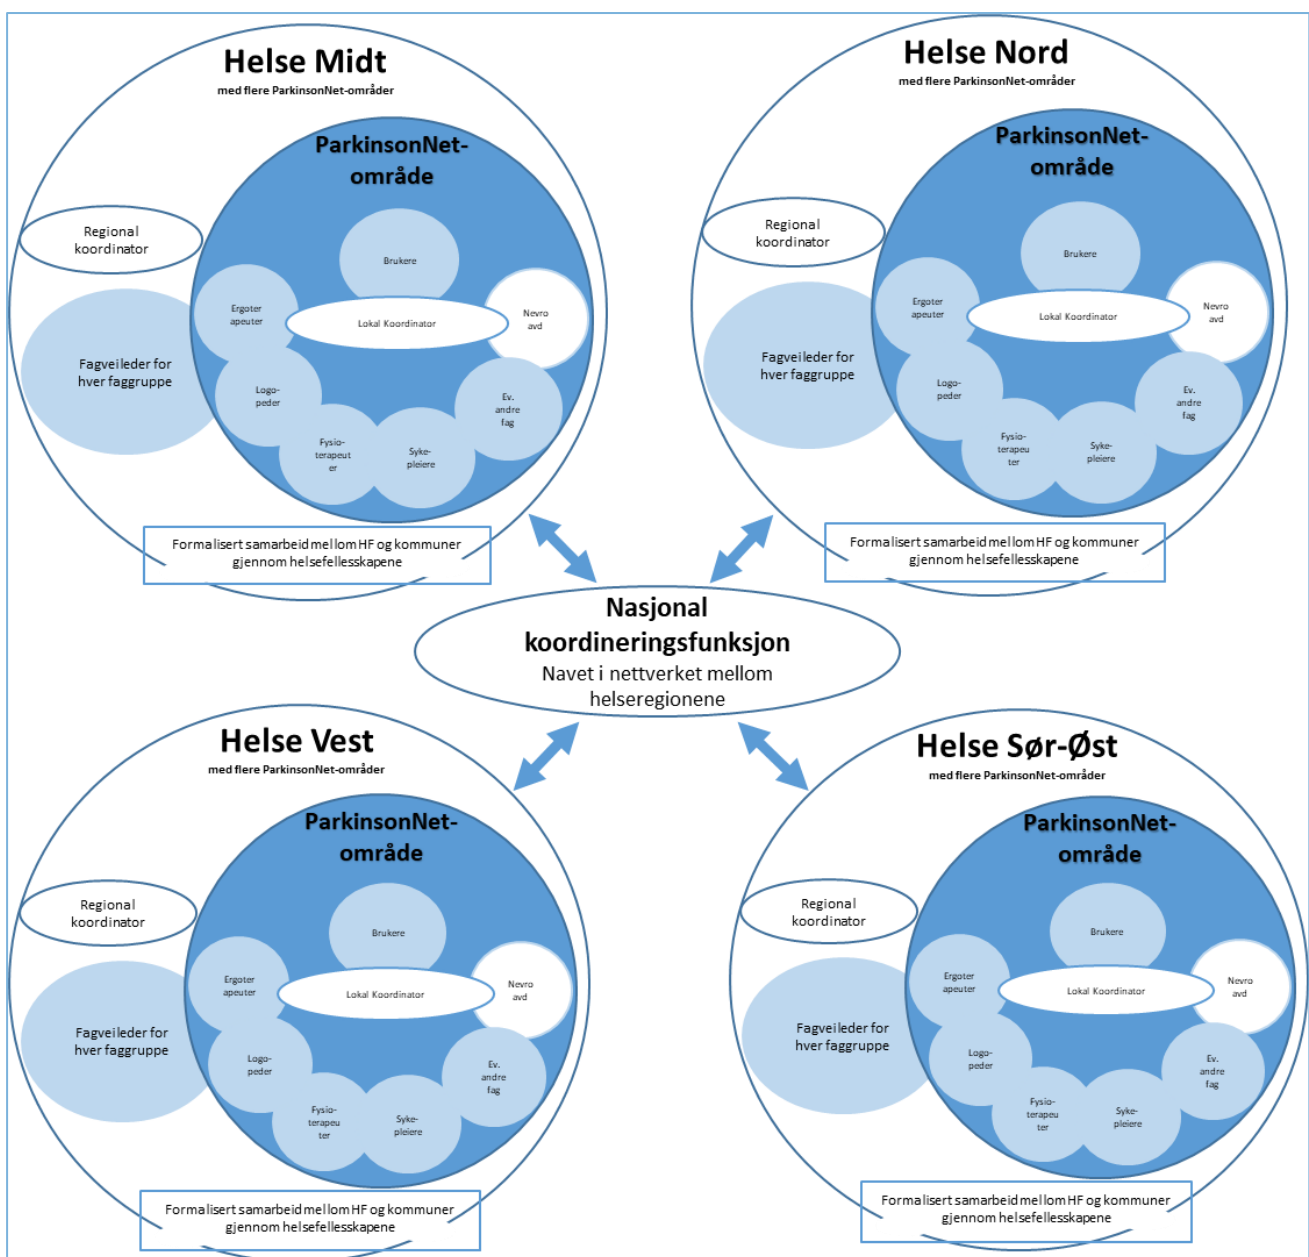 Helse Midt
med flere ParkinsonNet-områder
ParkinsonNet-
område
Regional
koordinator
Brukere
Ergoter
apeuter
Lokal Koordinator
Nevro
avd
Fagveileder for
hver faggruppe
Logo-
peder
Ev.
andre
fag
Fysio-
terapeut
er
Syke-
pleiere
Formalisert samarbeid mellom HF og kommuner
gjennom helsefellesskapene
Helse Nord
med flere ParkinsonNet-områder
ParkinsonNet-
område
Regional
koordinator
Brukere
Ergoter
apeuter
Lokal Koordinator
Nevro
avd
Fagveileder for
hver faggruppe
Logo-
peder
Ev.
andre
fag
Fysio-
terapeu
ter
Syke-
pleiere
Formalisert samarbeid mellom HF og kommuner
gjennom helsefellesskapene
Nasjonal
koordineringsfunksjon
Navet i nettverket mellom
helseregionene
Helse Vest
med flere ParkinsonNet-områder
ParkinsonNet-
område
Regional
koordinator
Brukere
Ergoter
apeuter
Lokal Koordinator
Nevro
avd
Fagveileder for
hver faggruppe
Logo-
peder
Ev.
andre
fag
Fysio-
terapeu
ter
Syke-
pleiere
Formalisert samarbeid mellom HF og kommuner
gjennom helsefellesskapene
Helse Sør-Øst
med flere ParkinsonNet-områder
ParkinsonNet-
område
Regional
koordinator
Brukere
Ergoter
apeuter
Lokal Koordinator
Nevro
avd
Fagveileder for
hver faggruppe
Logo-
peder
Ev.
andre
fag
Fysio-
terapeu
ter
Syke-
pleiere
Formalisert samarbeid mellom HF og kommuner
gjennom helsefellesskapene